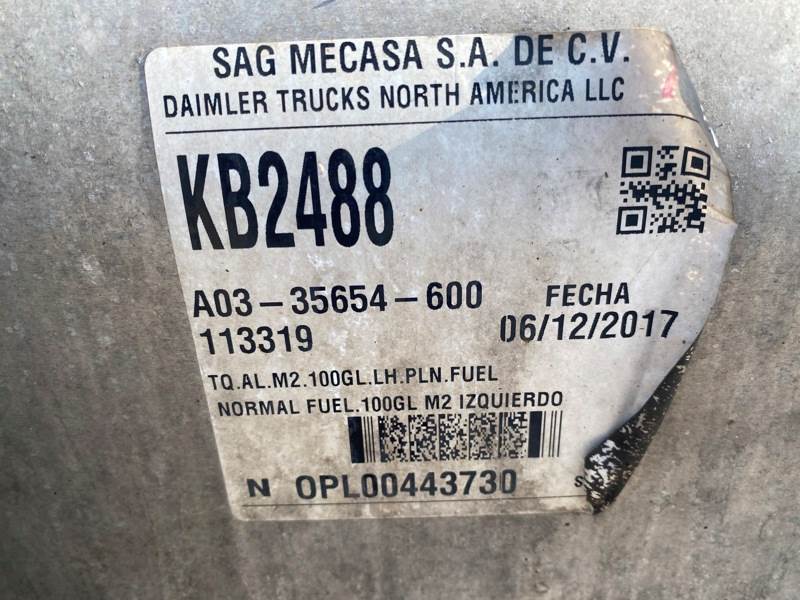 SAG MECASA S.A. DE C.V.
DAIMLER TRUCKS NORTH AMERICA LLC
KB2488
A03-35654-600 FECHA
113319 06/12/2017
TQ.AL.M2.100GL.LH.PLN.FUEL
NORMAL FUEL.100GL M2 IZQUIERDO
N OPL00443730 S